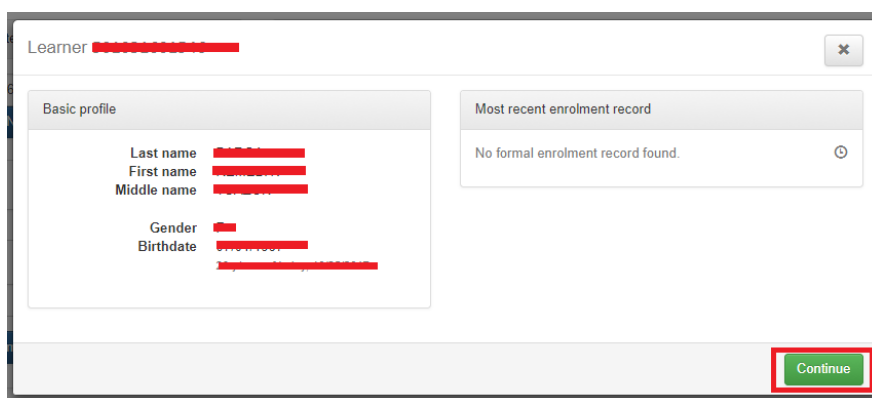 Learner
Basic profile
Last name
First name
Middle name
Gender
Birthdate
Most recent enrolment record
No formal enrolment record found.
Continue